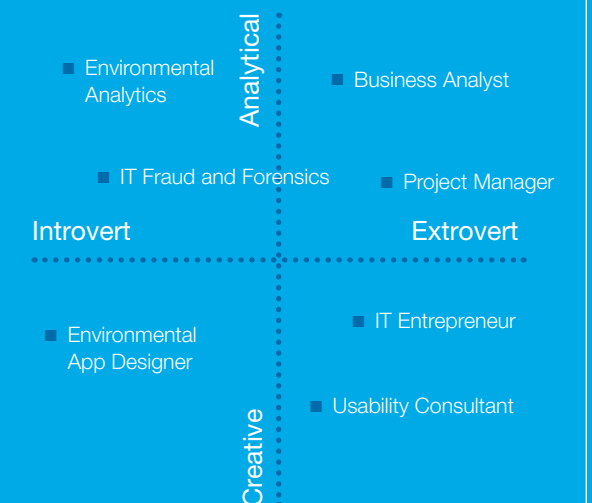 Analytical
Environmental
Analytics
Business Analyst
IT Fraud and Forensics
Project Manager
Introvert
Extrovert
Environmental
App Designer
IT Entrepreneur
Usability Consultant
Creative